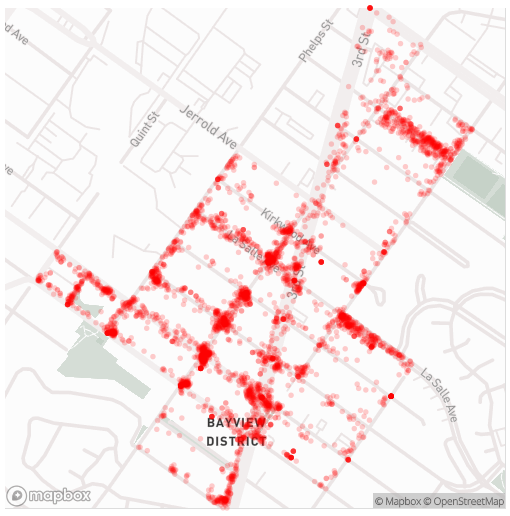 d Ave
Phelps St
3rd St
Quint St
Jerrold Ave
Ave
Kirkwood Ave
La Salle Ave
3rd St
La Salle Ave
BAYVIEW
DISTRICT
mapbox
© Mapbox © OpenStreetMap